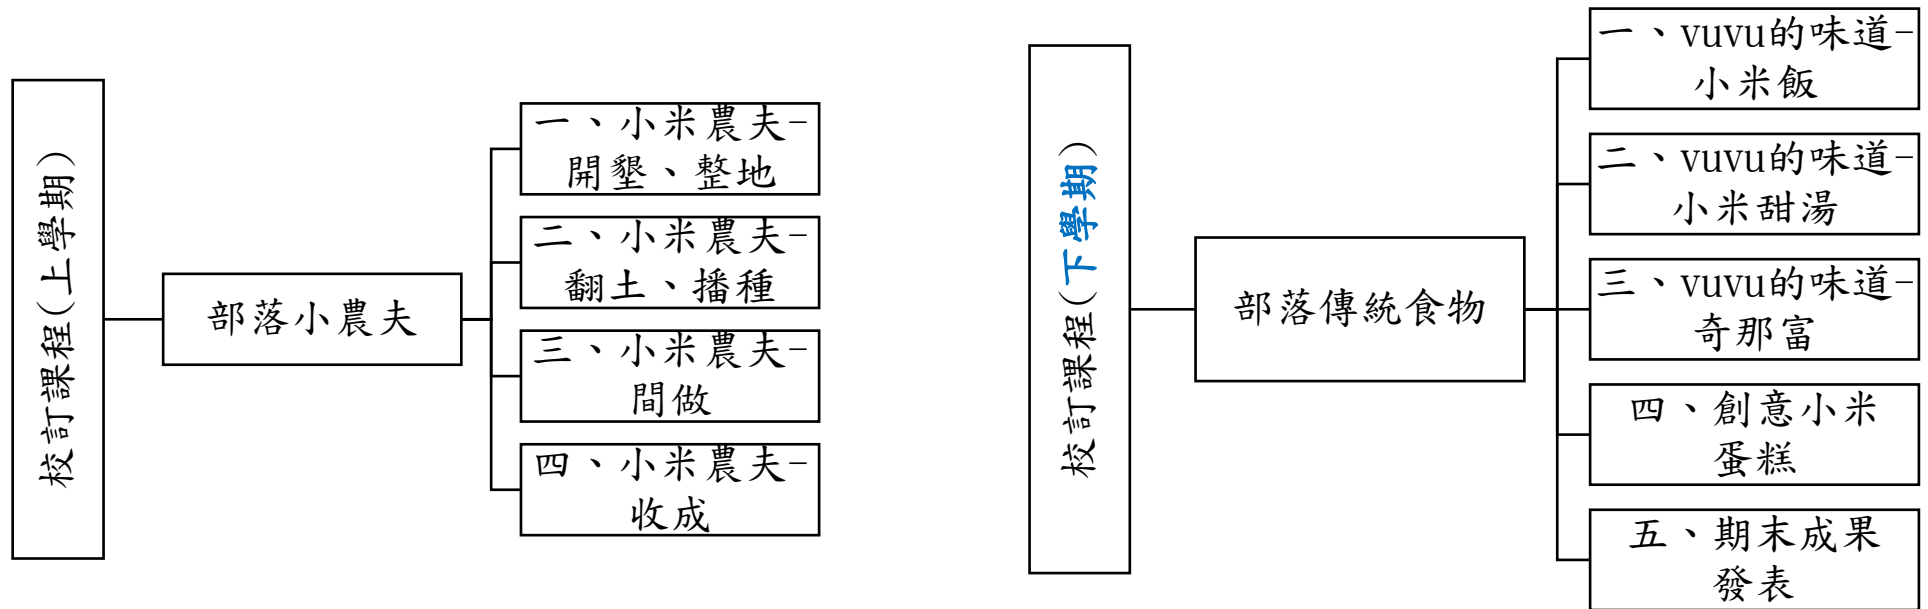 校訂課程(上學期)
部落小農夫
一、小米農夫-
開墾、整地
二、小米農夫-
翻土、播種
三、小米農夫-
間做
四、小米農夫-
收成
校訂課程(下學期)
部落傳統食物
一、vuvu的味道-
小米飯
二、vuvu的味道-
小米甜湯
三、vuvu的味道-
奇那富
四、創意小米
蛋糕
五、期末成果
發表